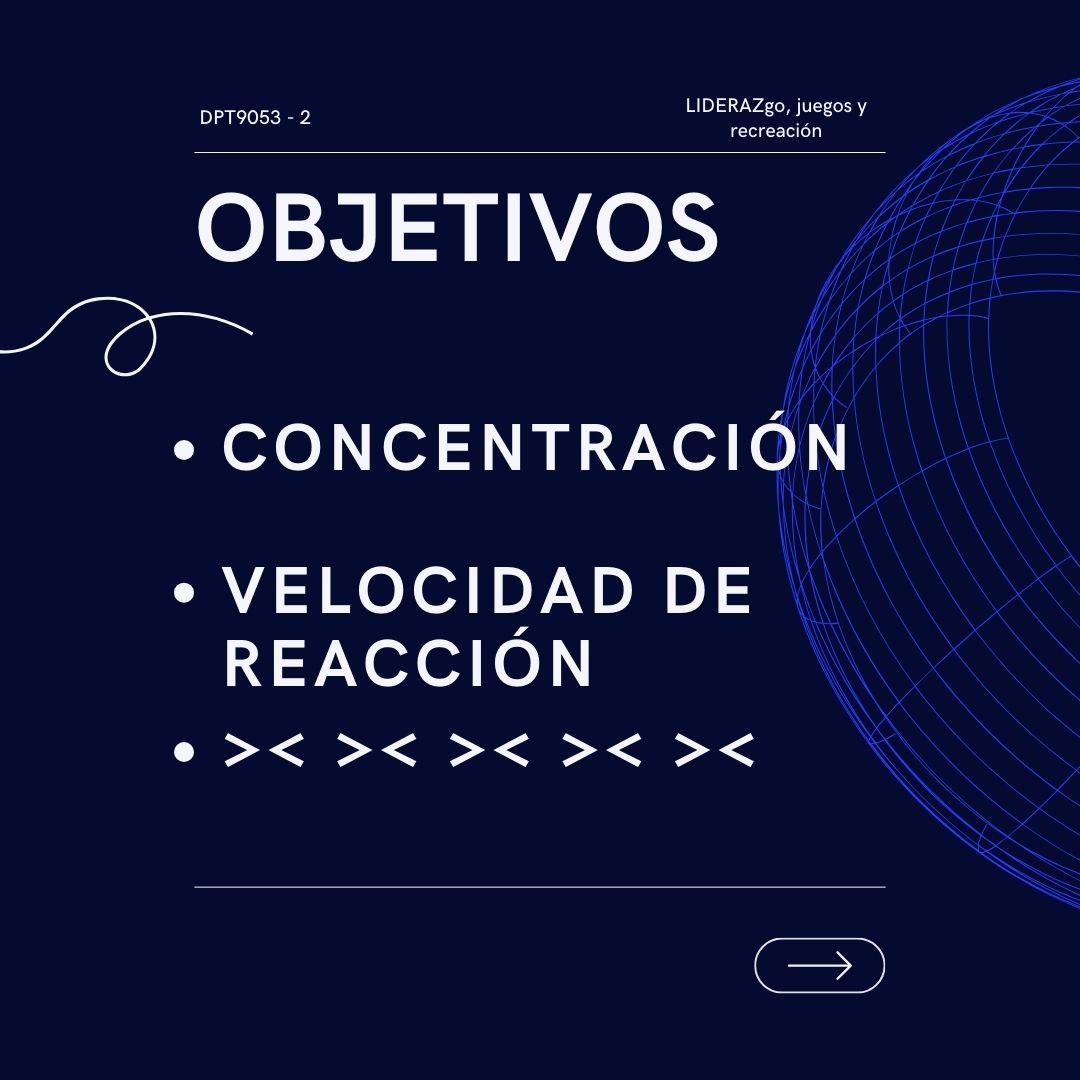 DPT9053 - 2
LIDERAZgo, juegos y
recreación
OBJETIVOS
• CONCENTRACIÓN
• VELOCIDAD DE
REACCIÓN
• >< >< >< >< ><